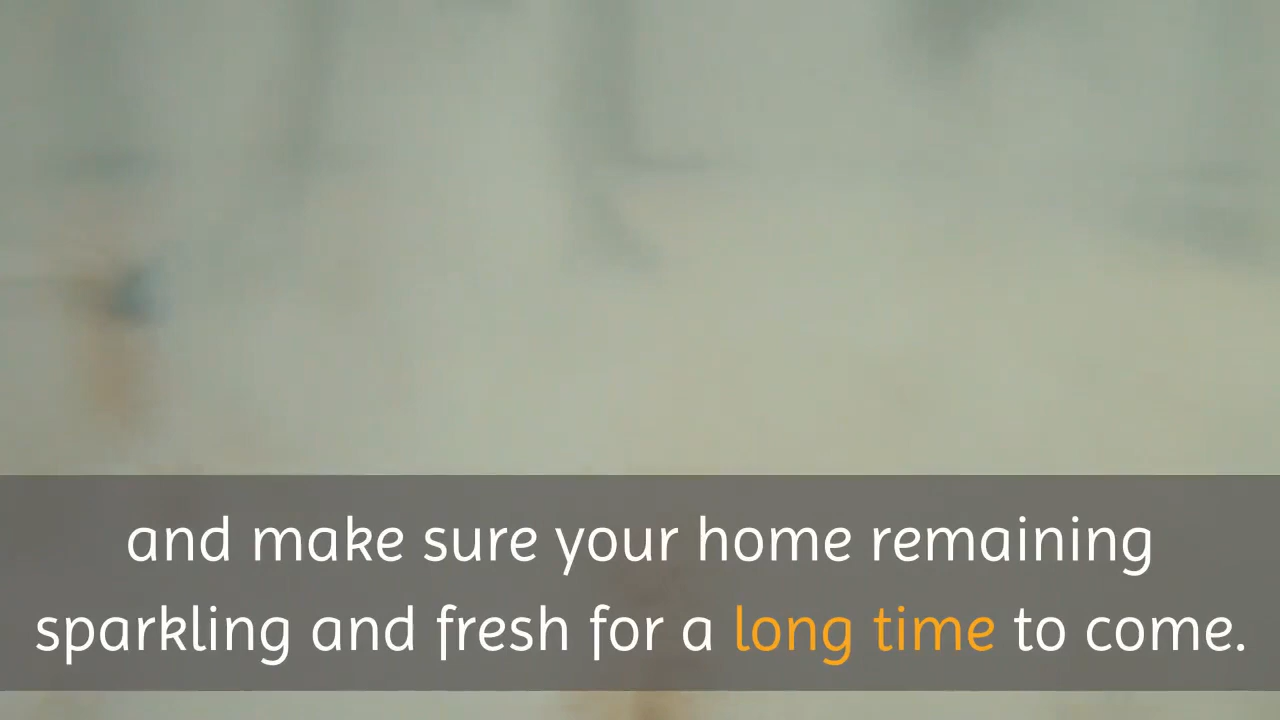 and make sure your home remaining
sparkling and fresh for a long time to come.